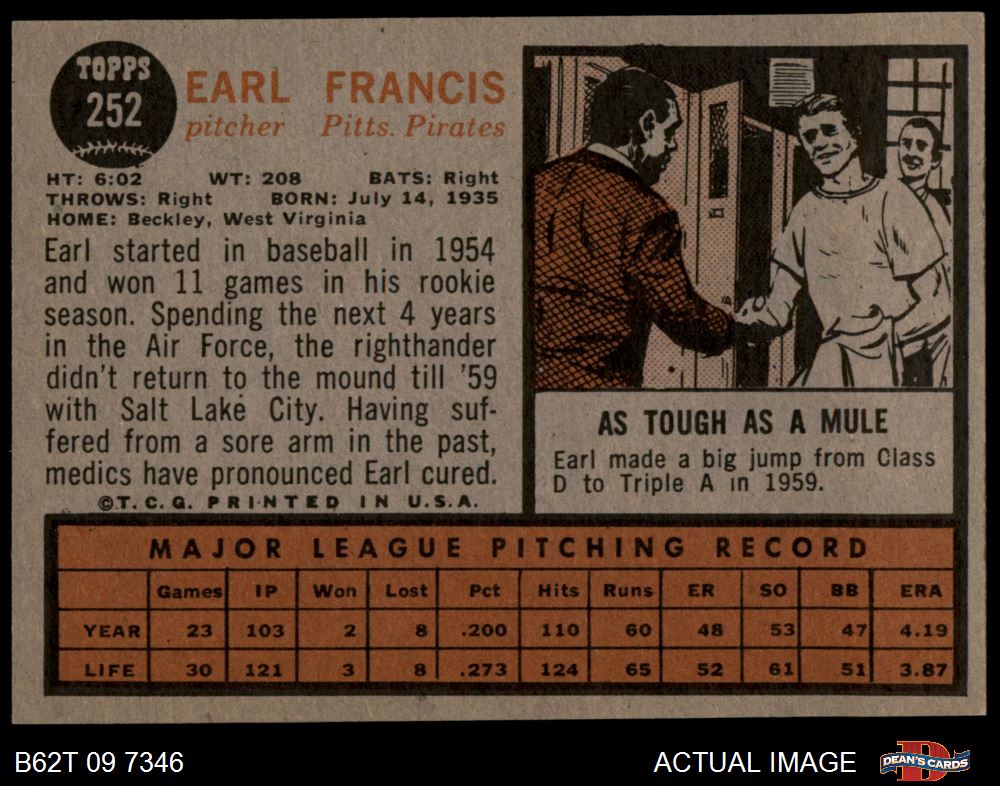 TOPPS
252
EARL FRANCIS
pitcher Pitts. Pirates
HT: 6:02 WT: 208 BATS: Right
THROWS: Right BORN: July 14, 1935
HOME: Beckley, West Virginia
Earl started in baseball in 1954
and won 11 games in his rookie
season. Spending the next 4 years
in the Air Force, the righthander
didn't return to the mound till '59
with Salt Lake City. Having suf-
fered from a sore arm in the past,
medics have pronounced Earl cured.
©T.C.G. PRINTED IN U.S.A.
AS TOUGH AS A MULE
Earl made a big jump from Class
D to Triple A in 1959.
MAJOR LEAGUE PITCHING RECORD
Games IP Won Lost Pct Hits Runs ER SO BB ERA
YEAR 23 103 2 8 .200 110 60 48 53 47 4.19
LIFE 30 121 3 8 .273 124 65 52 61 51 3.87
B62T 09 7346 ACTUAL IMAGE D DEAN'S CARDS